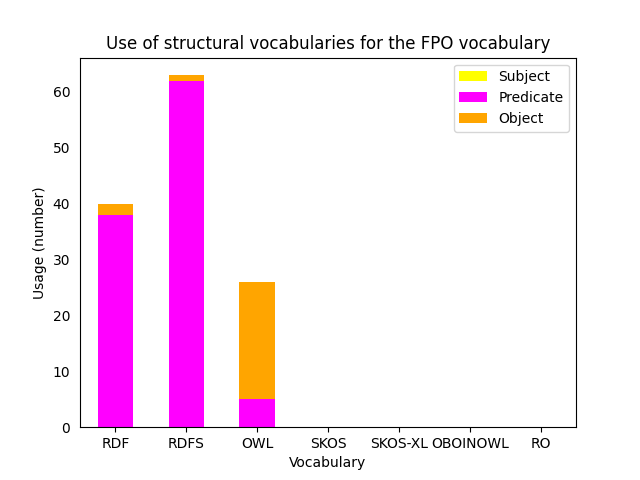 Use of structural vocabularies for the FPO vocabulary
Subject
Predicate
Object
Usage (number)
60
50
40
30
20
10
0
RDF RDFS OWL SKOS SKOS-XL OBOINOWL RO
Vocabulary